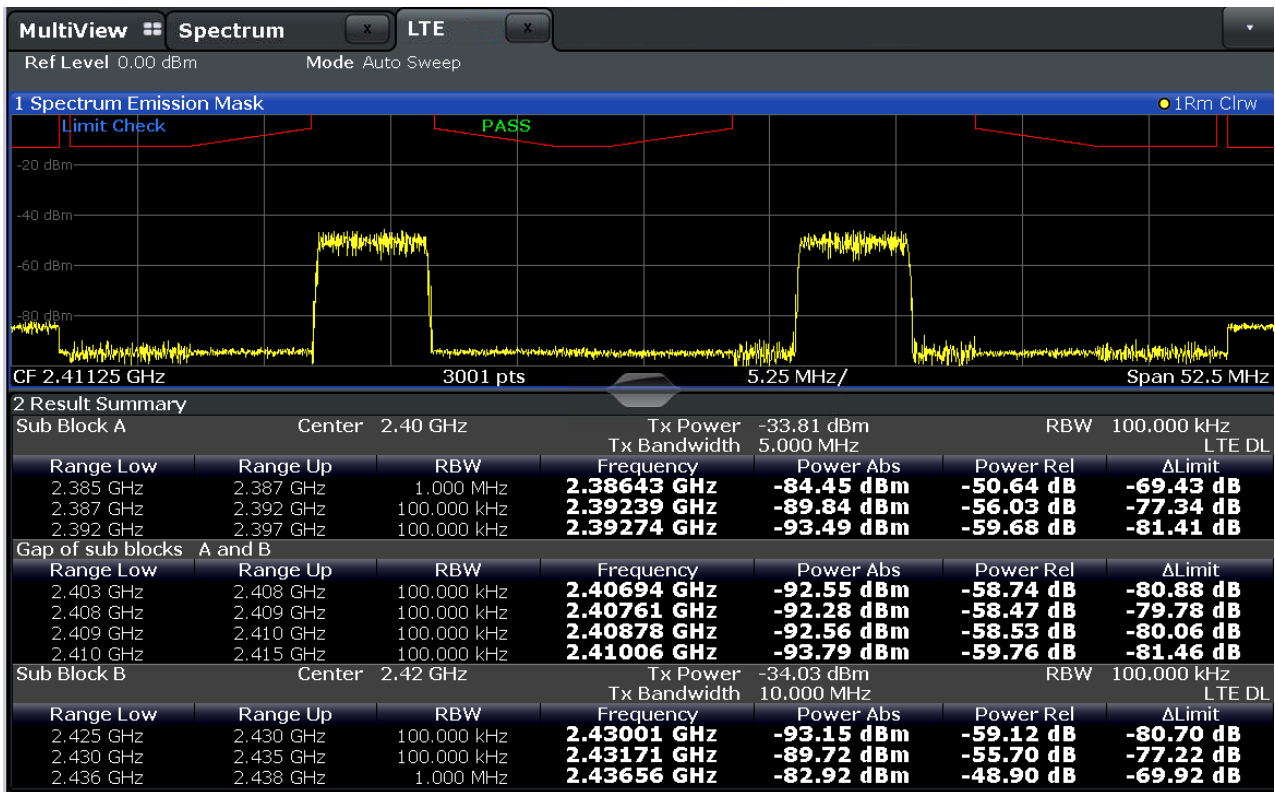 MultiView Spectrum x LTE x
Ref Level 0.00 dBm Mode Auto Sweep
1 Spectrum Emission Mask 1Rm Clrw
Limit Check PASS
-20 dBm
-40 dBm
-60 dBm
-80 dBm
CF 2.41125 GHz 3001 pts 5.25 MHz/ Span 52.5 MHz
2 Result Summary
Sub Block A Center 2.40 GHz Tx Power -33.81 dBm RBW 100.000 kHz
Tx Bandwidth 5.000 MHz LTE DL
Range Low Range Up RBW Frequency Power Abs Power Rel ΔLimit
2.385 GHz 2.387 GHz 1.000 MHz 2.38643 GHz -84.45 dBm -50.64 dB -69.43 dB
2.387 GHz 2.392 GHz 100.000 kHz 2.39239 GHz -89.84 dBm -56.03 dB -77.34 dB
2.392 GHz 2.397 GHz 100.000 kHz 2.39274 GHz -93.49 dBm -59.68 dB -81.41 dB
Gap of sub blocks A and B
Range Low Range Up RBW Frequency Power Abs Power Rel ΔLimit
2.403 GHz 2.408 GHz 100.000 kHz 2.40694 GHz -92.55 dBm -58.74 dB -80.88 dB
2.408 GHz 2.409 GHz 100.000 kHz 2.40761 GHz -92.28 dBm -58.47 dB -79.78 dB
2.409 GHz 2.410 GHz 100.000 kHz 2.40878 GHz -92.56 dBm -58.53 dB -80.06 dB
2.410 GHz 2.415 GHz 100.000 kHz 2.41006 GHz -93.79 dBm -59.76 dB -81.46 dB
Sub Block B Center 2.42 GHz Tx Power -34.03 dBm RBW 100.000 kHz
Tx Bandwidth 10.000 MHz LTE DL
Range Low Range Up RBW Frequency Power Abs Power Rel ΔLimit
2.425 GHz 2.430 GHz 100.000 kHz 2.43001 GHz -93.15 dBm -59.12 dB -80.70 dB
2.430 GHz 2.435 GHz 100.000 kHz 2.43171 GHz -89.72 dBm -55.70 dB -77.22 dB
2.436 GHz 2.438 GHz 1.000 MHz 2.43656 GHz -82.92 dBm -48.90 dB -69.92 dB